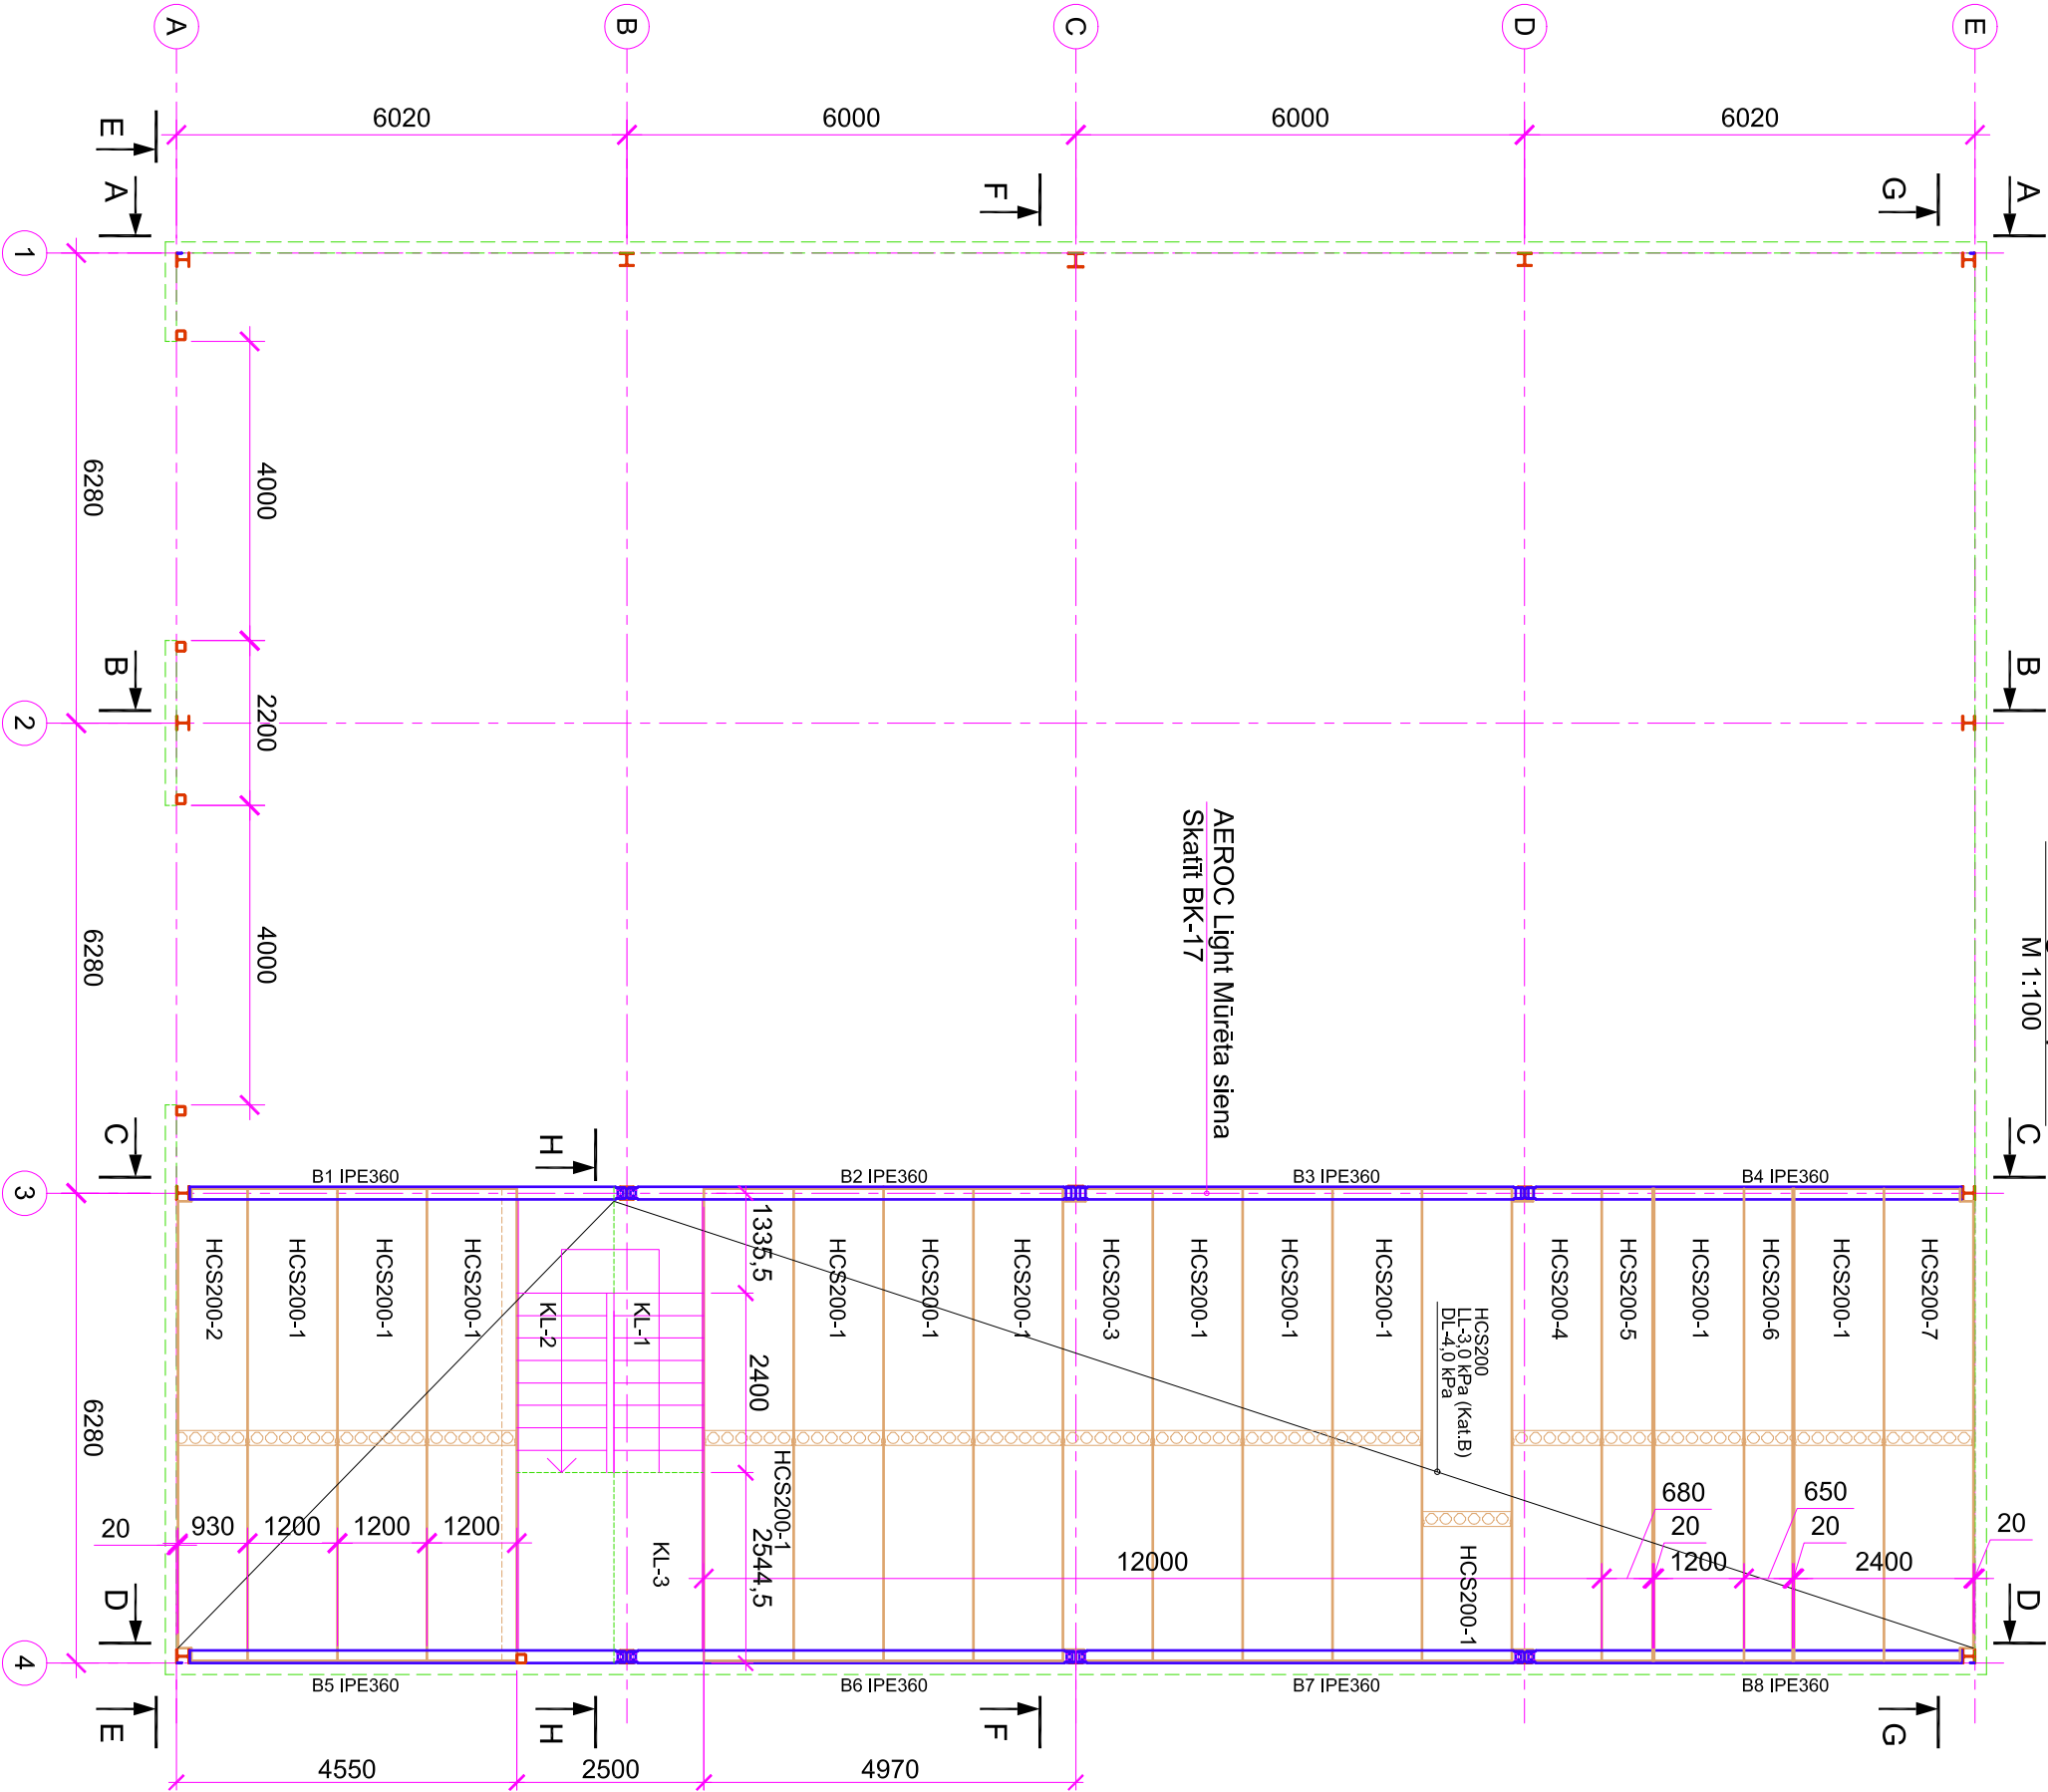 A
B
C
D
E
6020
6000
6000
6020
E
A
F
G
A
1
4000
6280
B
2200
B
2
AEROC Light Mūrēta siena
Skatīt BK-17
M 1:100
6280
4000
C
H
C
3
B1 IPE360
B2 IPE360
B3 IPE360
B4 IPE360
1335,5
HCS200-2
HCS200-1
HCS200-1
HCS200-1
KL-2
KL-1
HCS200-1
HCS200-1
HCS200-1
HCS200-3
HCS200-1
HCS200-1
HCS200-1
HCS200
LL-3,0 kPa (Kat.B)
DL-4,0 kPa
HCS200-4
HCS200-5
HCS200-1
HCS200-6
HCS200-1
HCS200-7
2400
6280
HCS200-1
680
650
20
930
1200
1200
1200
KL-3
2544,5
12000
HCS200-1
20
1200
20
2400
20
D
D
4
B5 IPE360
B6 IPE360
B7 IPE360
B8 IPE360
E
H
F
G
4550
2500
4970